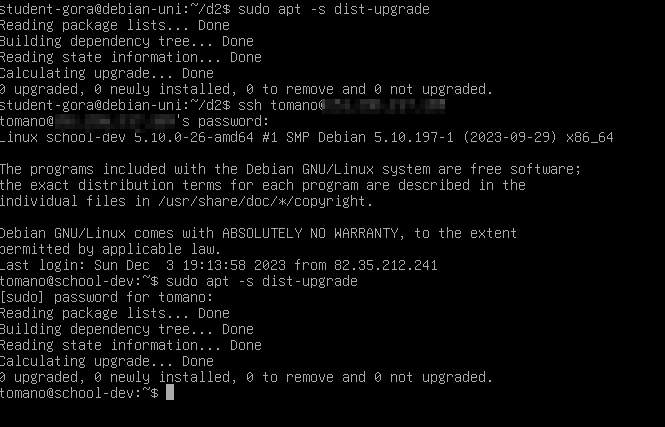 student-gora@debian-uni:~/d2$ sudo apt -s dist-upgrade
Reading package lists... Done
Building dependency tree... Done
Reading state information... Done
Calculating upgrade... Done
0 upgraded, 0 newly installed, 0 to remove and 0 not upgraded.
student-gora@debian-uni:~/d2$ ssh tomano@
tomano@ 's password:
Linux school-dev 5.10.0-26-amd64 #1 SMP Debian 5.10.197-1 (2023-09-29) x86_64
The programs included with the Debian GNU/Linux system are free software;
the exact distribution terms for each program are described in the
individual files in /usr/share/doc/*/copyright.
Debian GNU/Linux comes with ABSOLUTELY NO WARRANTY, to the extent
permitted by applicable law.
Last login: Sun Dec  3 19:13:58 2023 from 82.35.212.241
tomano@school-dev:~$ sudo apt -s dist-upgrade
[sudo] password for tomano:
Reading package lists... Done
Building dependency tree... Done
Reading state information... Done
Calculating upgrade... Done
0 upgraded, 0 newly installed, 0 to remove and 0 not upgraded.
tomano@school-dev:~$